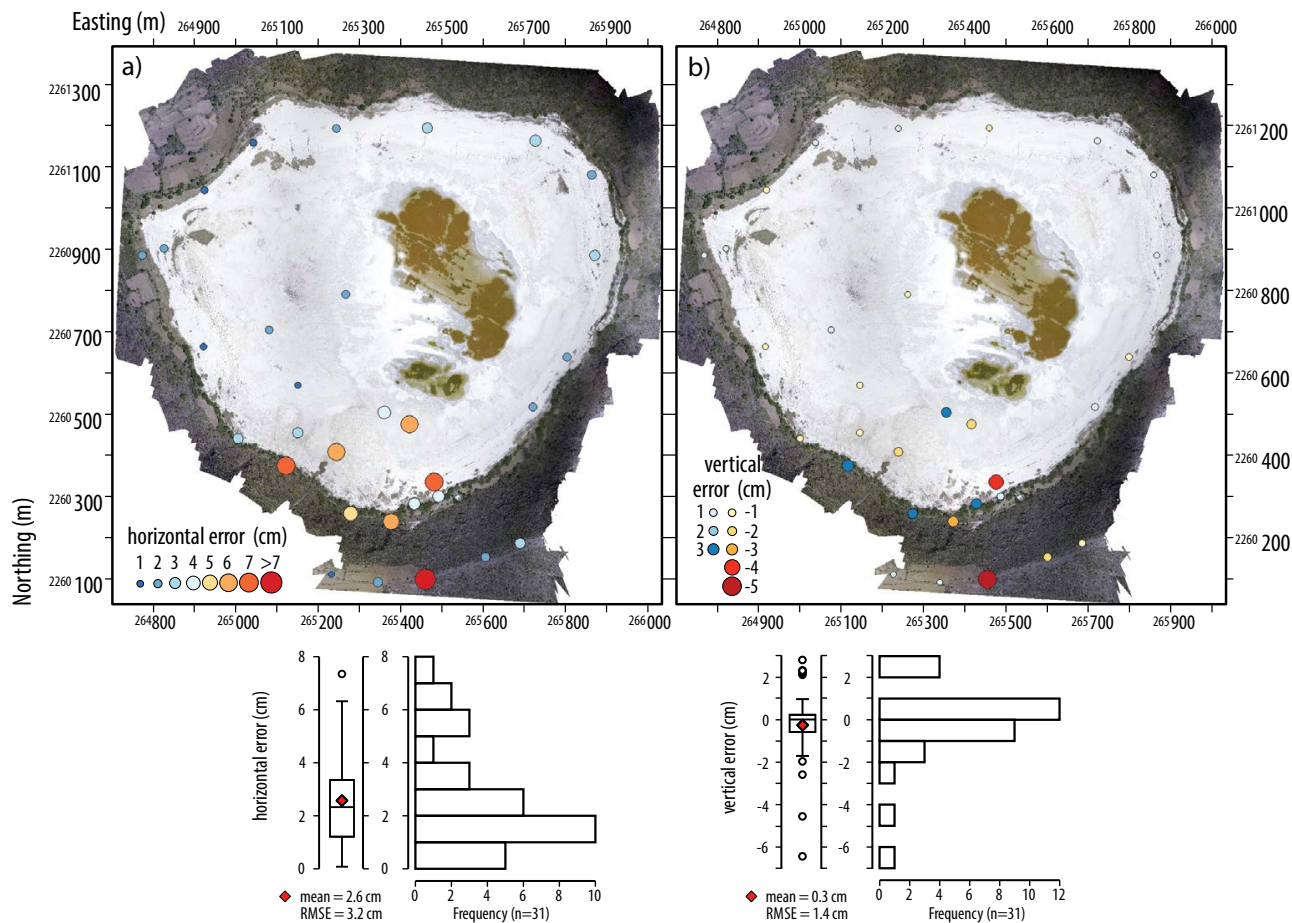 Easting (m)
264900 265000 265100 265200 265300 265400 265500 265600 265700 265800 265900
264800 265000 265200 265400 265600 265800 266000
a)
b)
2261300
2261100
2260900
2260700
2260500
2260300
2260100
2261200
2261000
2260800
2260600
2260400
2260200
Northing (m)
horizontal error (cm)
1 2 3 4 5 6 7 >7
vertical
error (cm)
1 -1
2 -2
3 -3
-4
-5
264800 265000 265200 265400 265600 265800 266000
264900 265100 265300 265500 265700 265900
horizontal error (cm)
8 8
6 6
4 4
2 2
0 0
0 2 4 6 8 10
mean = 2.6 cm
RMSE = 3.2 cm
Frequency (n=31)
vertical error (cm)
2 2
0 0
-2 -2
-4 -4
-6 -6
0 2 4 6 8 10 12
mean = 0.3 cm
RMSE = 1.4 cm
Frequency (n=31)